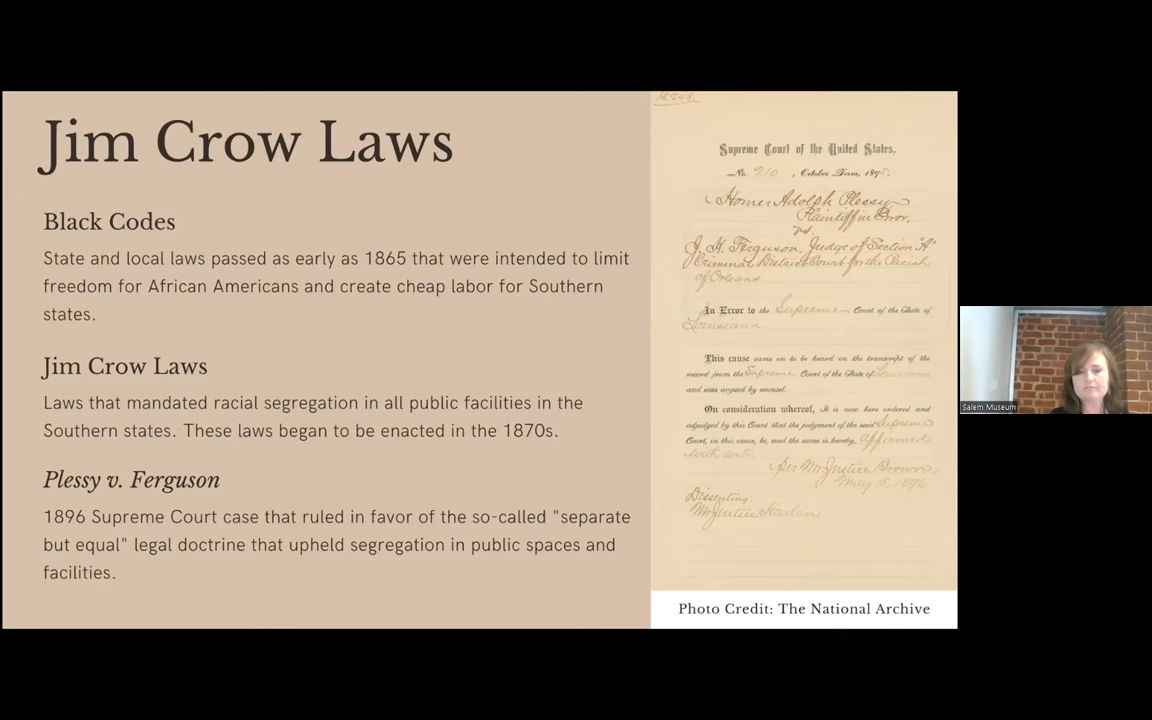 Jim Crow Laws
Black Codes
State and local laws passed as early as 1865 that were intended to limit
freedom for African Americans and create cheap labor for Southern
states.
Jim Crow Laws
Laws that mandated racial segregation in all public facilities in the
Southern states. These laws began to be enacted in the 1870s.
Plessy v. Ferguson
1896 Supreme Court case that ruled in favor of the so-called "separate
but equal" legal doctrine that upheld segregation in public spaces and
facilities.
Supreme Court of the United States,
No. 210, October Term, 1895.
Homer Adolph Plessy
Plaintiff in Error,
vs.
J. H. Ferguson, Judge of Section "A"
Criminal District Court for the Parish
of Orleans
In Error to the Supreme Court of the State of
Louisiana
This cause came on to be heard on the transcript of the
record from the Supreme Court of the State of Louisiana
and was argued by counsel.
On consideration whereof, It is now here ordered and
adjudged by this Court that the judgment of the said Supreme
Court, in this cause, be, and the same is hereby, affirmed
with costs.
Per Mr. Justice Brown,
May 18, 1896.
Dissenting:
Mr. Justice Harlan
Photo Credit: The National Archive
Salem Museum